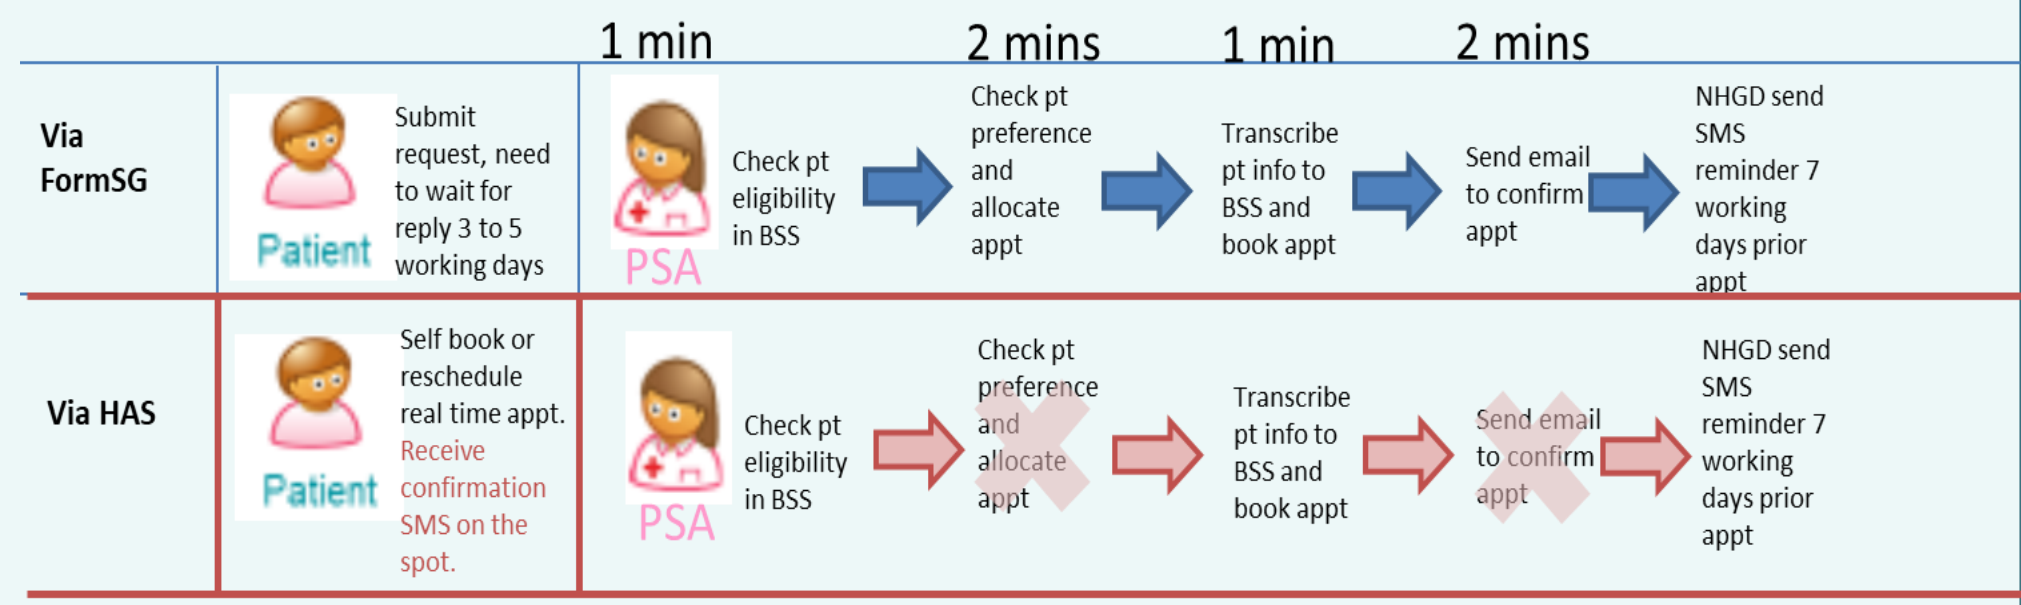 1 min
2 mins
1 min
2 mins
Via
FormSG
Patient
Submit
request, need
to wait for
reply 3 to 5
working days
PSA
Check pt
eligibility
in BSS
Check pt
preference
and
allocate
appt
Transcribe
pt info to
BSS and
book appt
Send email
to confirm
appt
NHGD send
SMS
reminder 7
working
days prior
appt
Via HAS
Patient
Self book or
reschedule
real time appt.
Receive
confirmation
SMS on the
spot.
PSA
Check pt
eligibility
in BSS
Check pt
preference
and
allocate
appt
Transcribe
pt info to
BSS and
book appt
Send email
to confirm
appt
NHGD send
SMS
reminder 7
working
days prior
appt